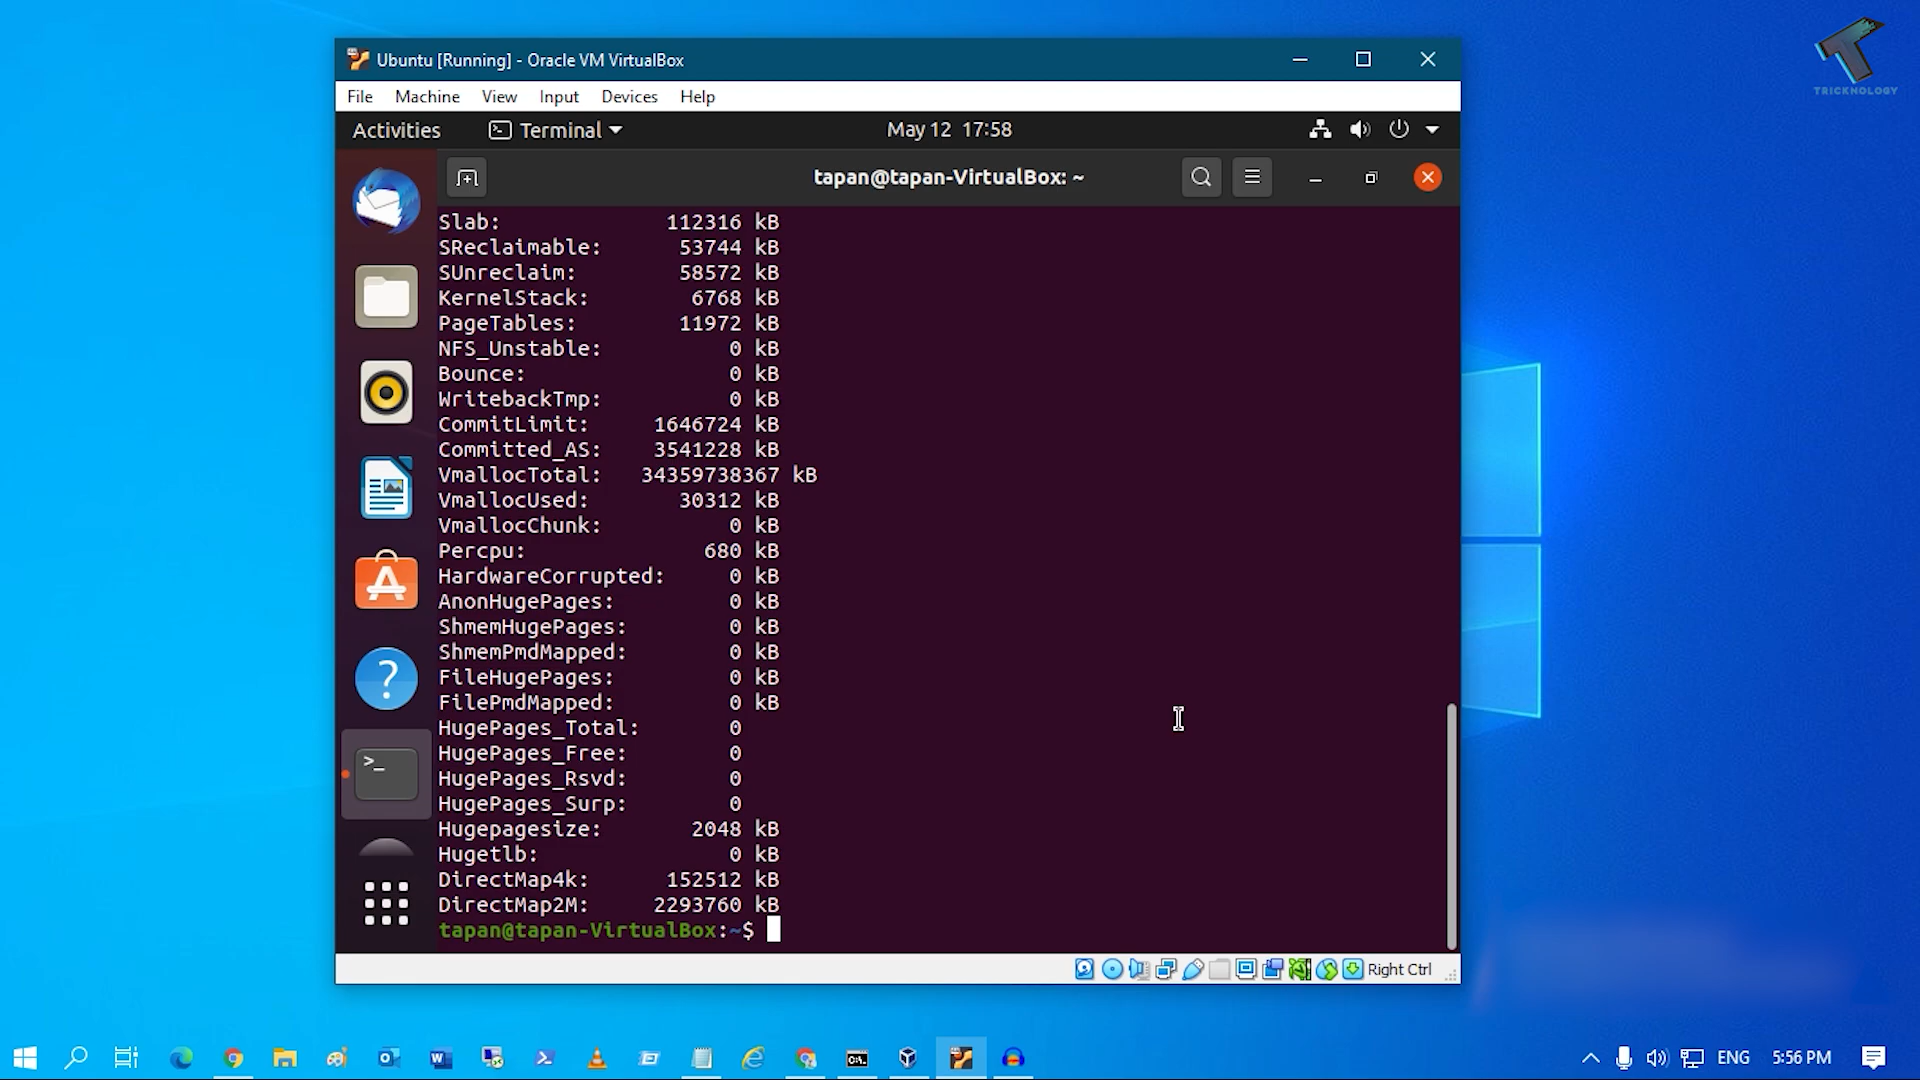 TRICKNOLOGY
Ubuntu [Running] - Oracle VM VirtualBox
File Machine View Input Devices Help
Activities Terminal May 12 17:58
tapan@tapan-VirtualBox: ~
Slab: 112316 kB
SReclaimable: 53744 kB
SUnreclaim: 58572 kB
KernelStack: 6768 kB
PageTables: 11972 kB
NFS_Unstable: 0 kB
Bounce: 0 kB
WritebackTmp: 0 kB
CommitLimit: 1646724 kB
Committed_AS: 3541228 kB
VmallocTotal: 34359738367 kB
VmallocUsed: 30312 kB
VmallocChunk: 0 kB
Percpu: 680 kB
HardwareCorrupted: 0 kB
AnonHugePages: 0 kB
ShmemHugePages: 0 kB
ShmemPmdMapped: 0 kB
FileHugePages: 0 kB
FilePmdMapped: 0 kB
HugePages_Total: 0
HugePages_Free: 0
HugePages_Rsvd: 0
HugePages_Surp: 0
Hugepagesize: 2048 kB
Hugetlb: 0 kB
DirectMap4k: 152512 kB
DirectMap2M: 2293760 kB
tapan@tapan-VirtualBox:~$
Right Ctrl
ENG 5:56 PM